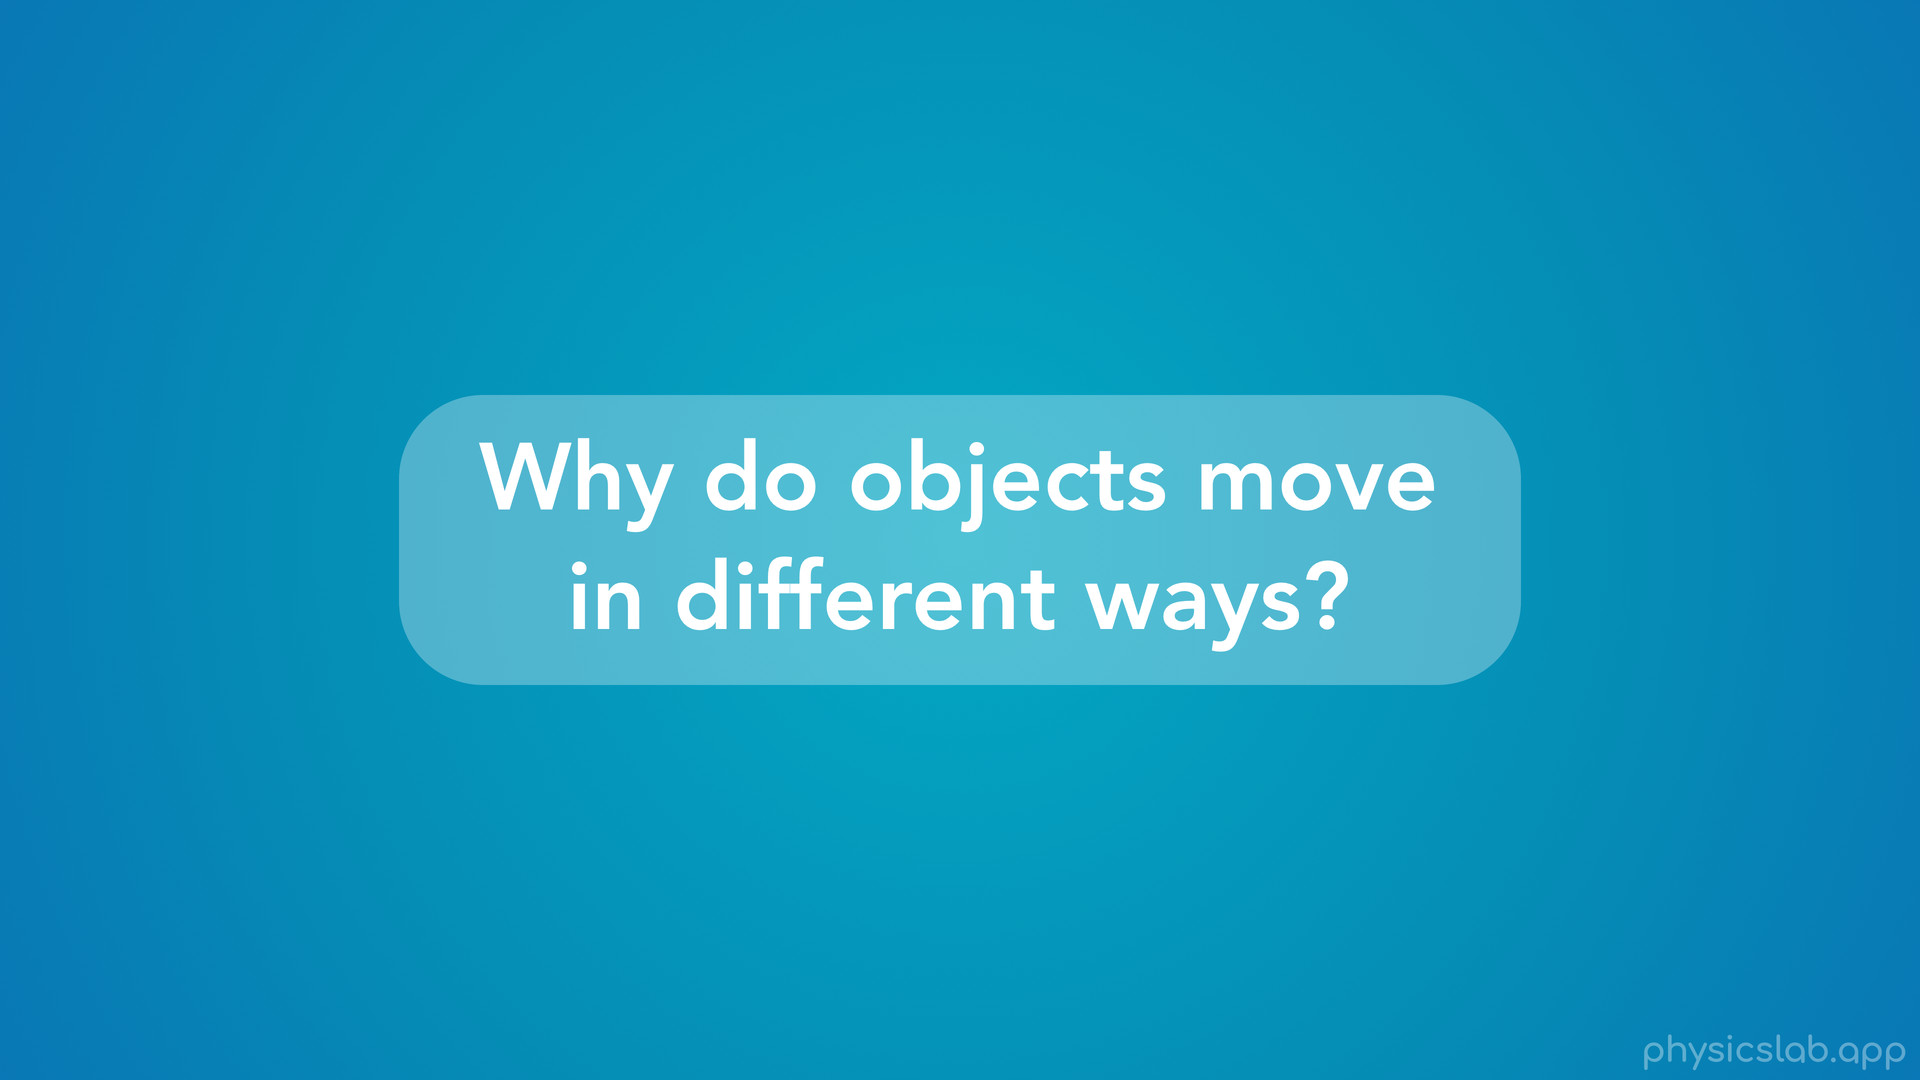 Why do objects move
in different ways?
physicslab.app